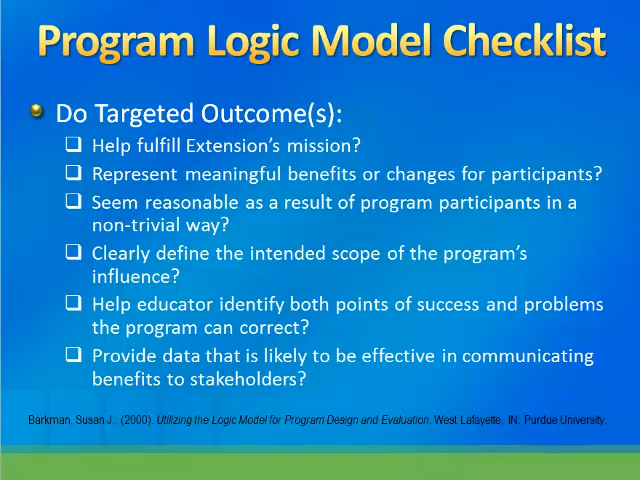 Program Logic Model Checklist
Do Targeted Outcome(s):
Help fulfill Extension's mission?
Represent meaningful benefits or changes for participants?
Seem reasonable as a result of program participants in a
non-trivial way?
Clearly define the intended scope of the program's
influence?
Help educator identify both points of success and problems
the program can correct?
Provide data that is likely to be effective in communicating
benefits to stakeholders?
Barkman, Susan J., (2000). Utilizing the Logic Model for Program Design and Evaluation. West Lafayette, IN: Purdue University.